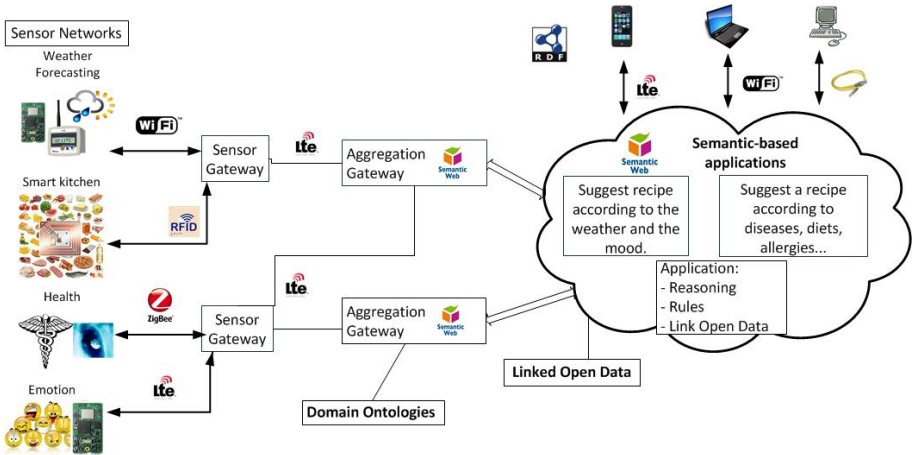 Sensor Networks
Weather
Forecasting
WiFi™
Sensor
Gateway
Lte
Aggregation
Gateway
Semantic
Web
Smart kitchen
RFID
Health
ZigBee
Sensor
Gateway
Lte
Aggregation
Gateway
Semantic
Web
Emotion
Lte
Domain Ontologies
Linked Open Data
RDF
Lte
WiFi™
Semantic
Web
Semantic-based
applications
Suggest recipe
according to the
weather and the
mood.
Suggest a recipe
according to
diseases, diets,
allergies...
Application:
- Reasoning
- Rules
- Link Open Data